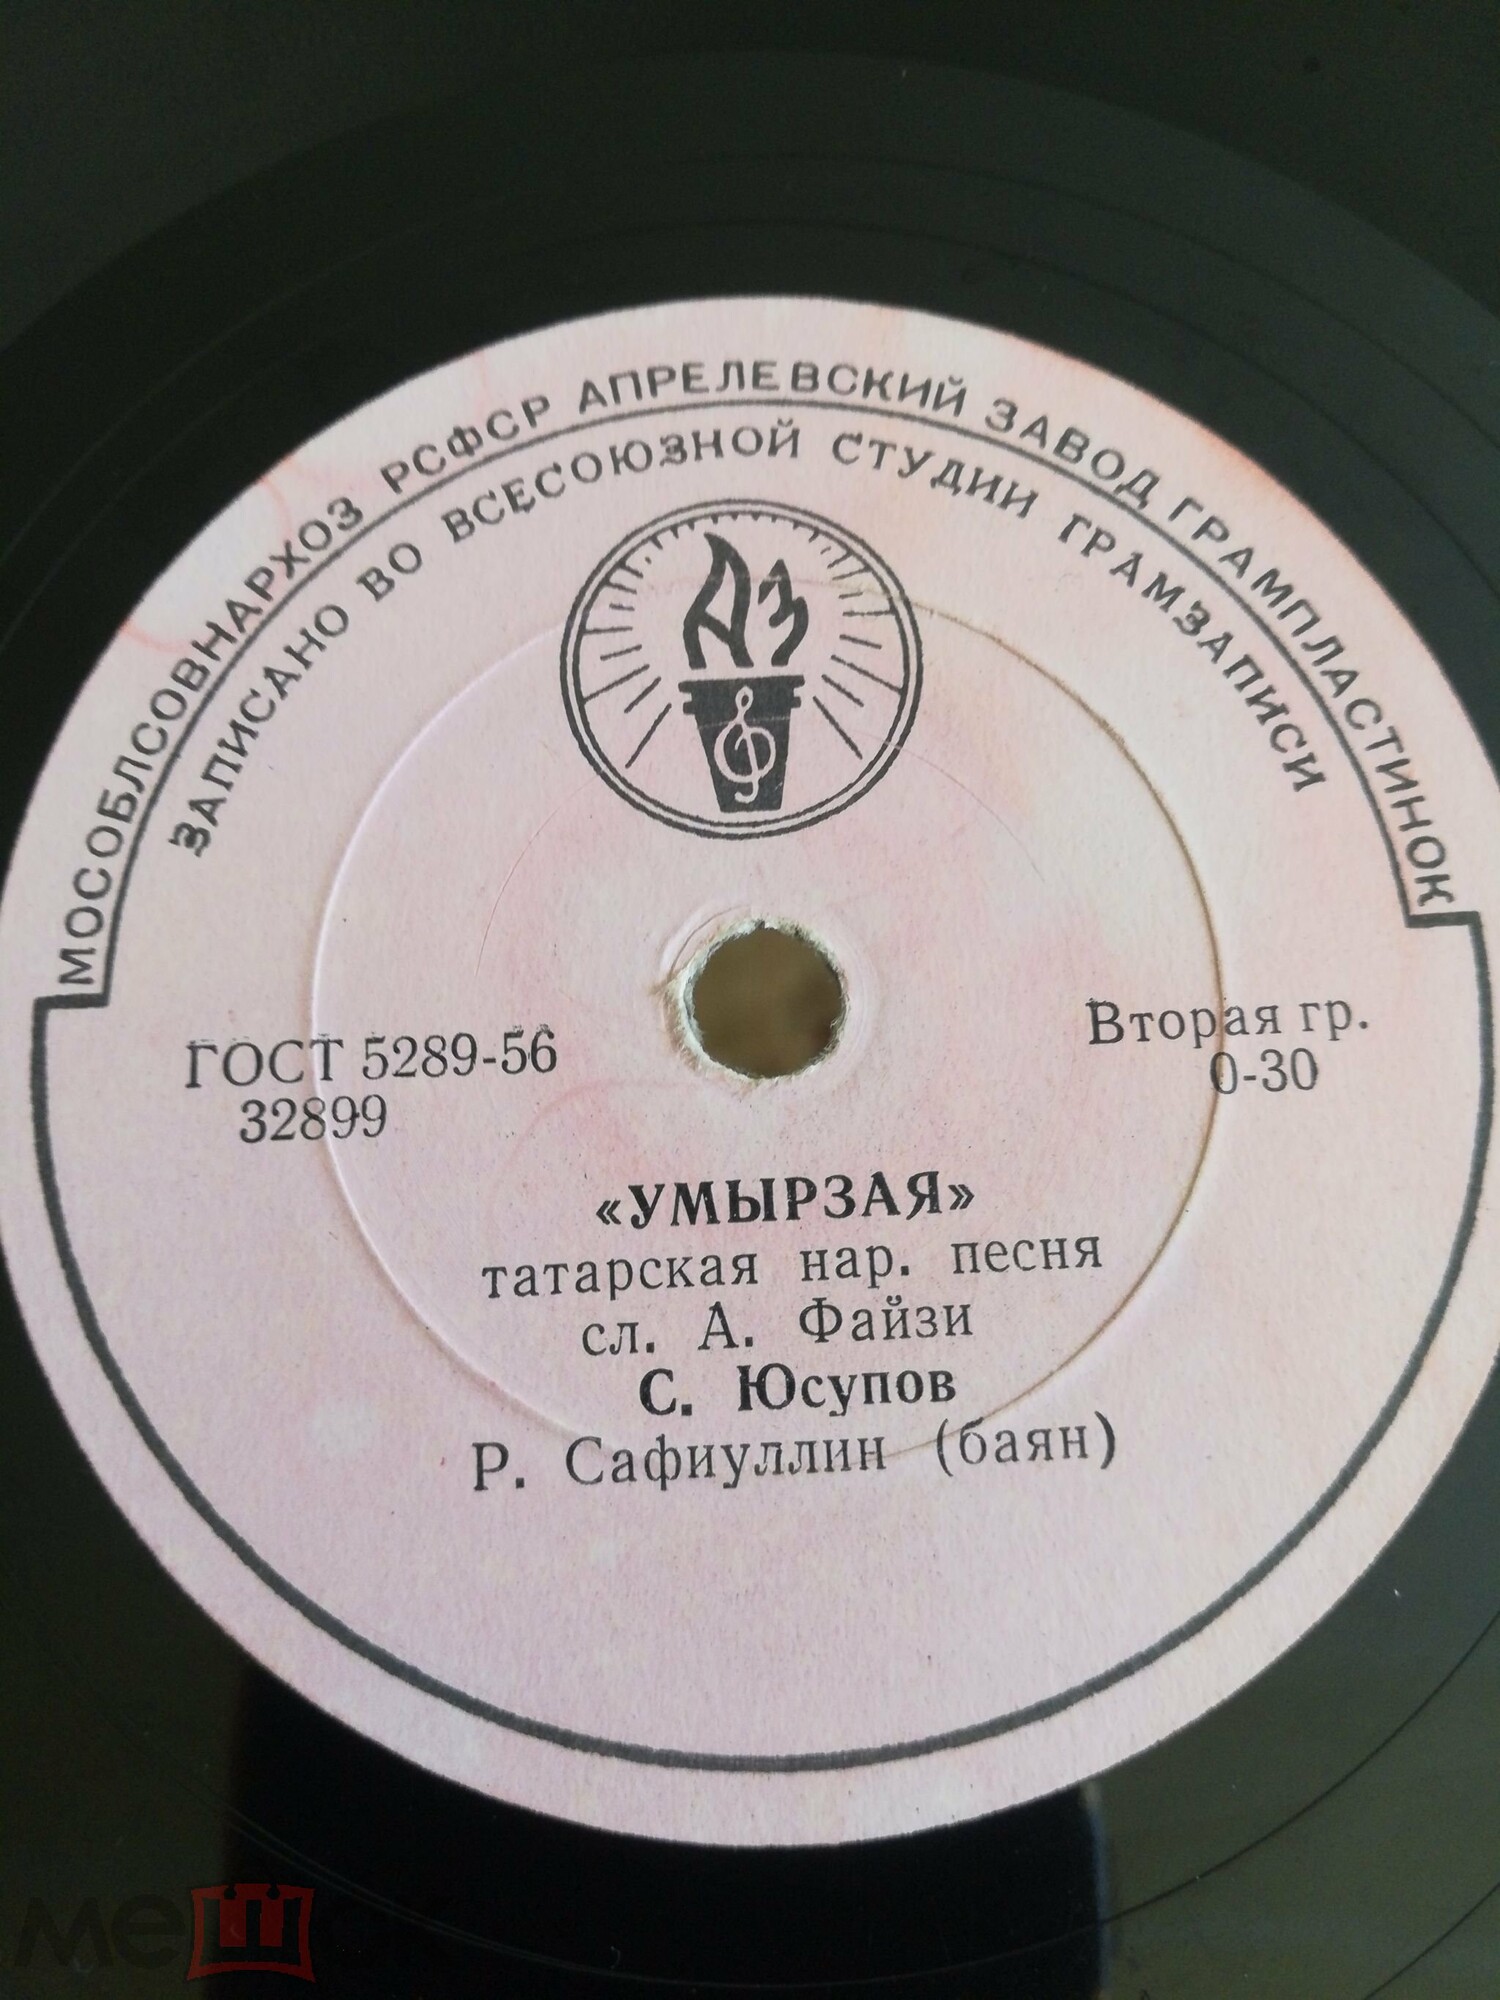 МОСОБЛСОВНАРХОЗ РСФСР АПРЕЛЕВСКИЙ ЗАВОД ГРАМПЛАСТИНОК
ЗАПИСАНО ВО ВСЕСОЮЗНОЙ СТУДИИ ГРАМЗАПИСИ
АЗ
ГОСТ 5289-56
32899
Вторая гр.
0-30
«УМЫРЗАЯ»
татарская нар. песня
сл. А. Файзи
С. Юсупов
Р. Сафиуллин (баян)